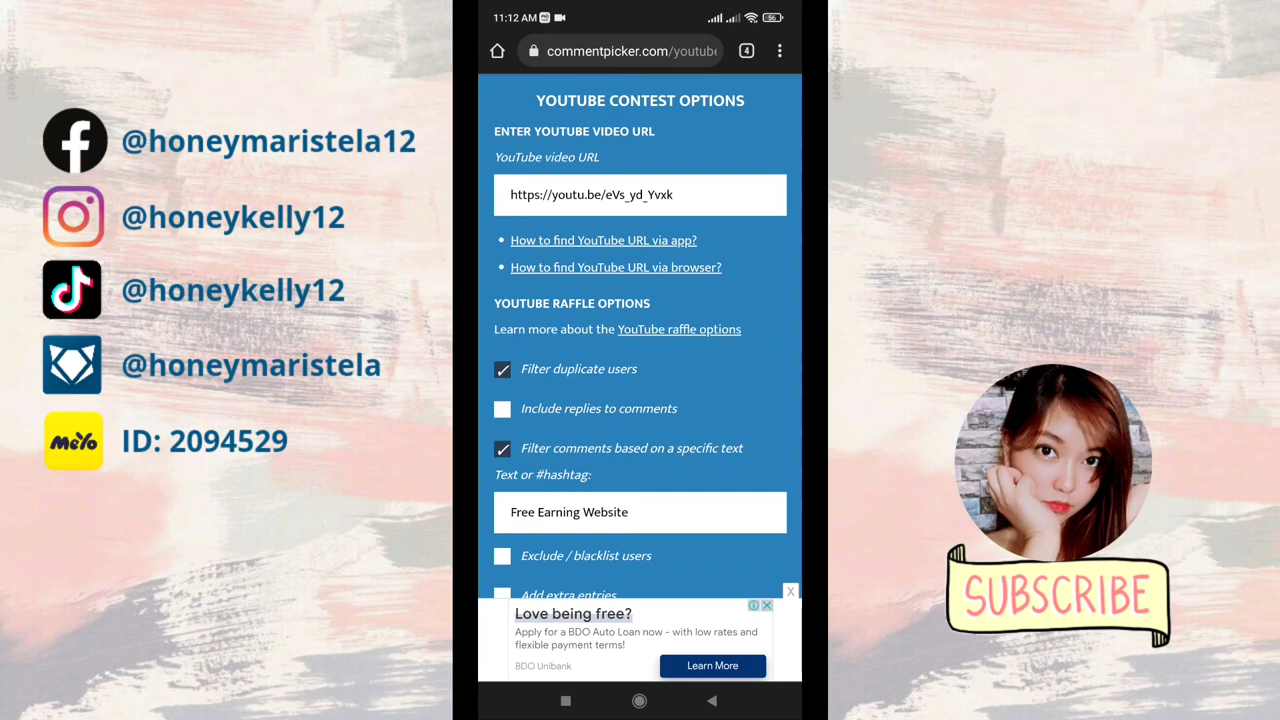 @honeymaristela12
@honeykelly12
@honeykelly12
@honeymaristela
MeYo
ID: 2094529
11:12 AM
56
commentpicker.com/youtube
4
YOUTUBE CONTEST OPTIONS
ENTER YOUTUBE VIDEO URL
YouTube video URL
https://youtu.be/eVs_yd_Yvxk
• How to find YouTube URL via app?
• How to find YouTube URL via browser?
YOUTUBE RAFFLE OPTIONS
Learn more about the YouTube raffle options
Filter duplicate users
Include replies to comments
Filter comments based on a specific text
Text or #hashtag:
Free Earning Website
Exclude / blacklist users
Add extra entries
X
Love being free?
Apply for a BDO Auto Loan now - with low rates and
flexible payment terms!
BDO Unibank
Learn More
SUBSCRIBE